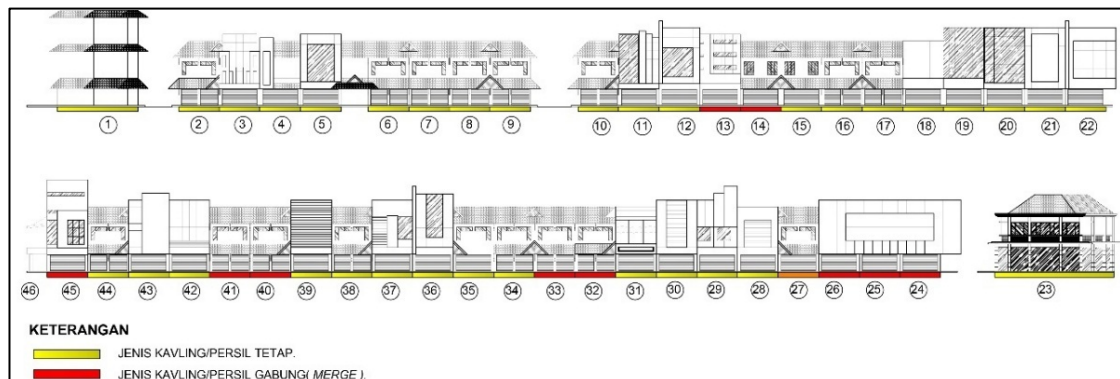 1 2 3 4 5 6 7 8 9 10 11 12 13 14 15 16 17 18 19 20 21 22
46 45 44 43 42 41 40 39 38 37 36 35 34 33 32 31 30 29 28 27 26 25 24 23
KETERANGAN
JENIS KAVLING/PERSIL TETAP.
JENIS KAVLING/PERSIL GABUNG( MERGE ).